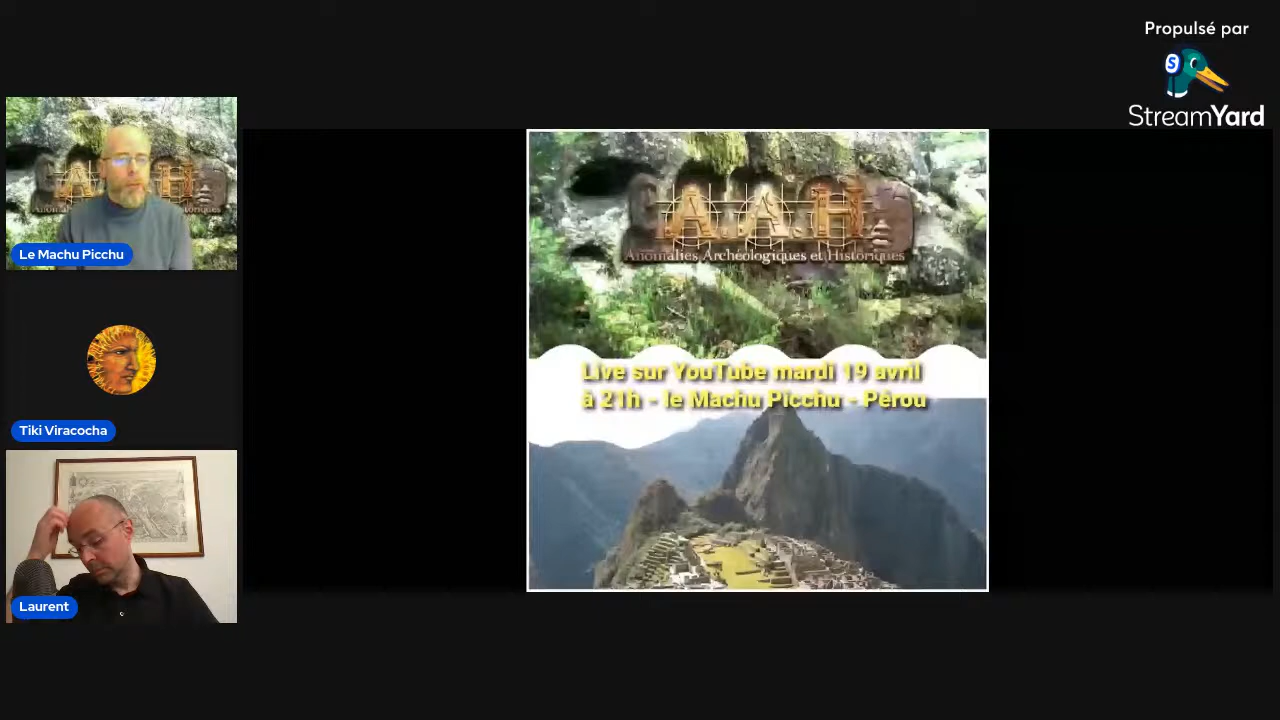 Propulsé par
StreamYard
Le Machu Picchu
Tiki Viracocha
Laurent
A.A.H
Anomalies Archéologiques et Historiques
Live sur YouTube mardi 19 avril
à 21h - le Machu Picchu - Pérou